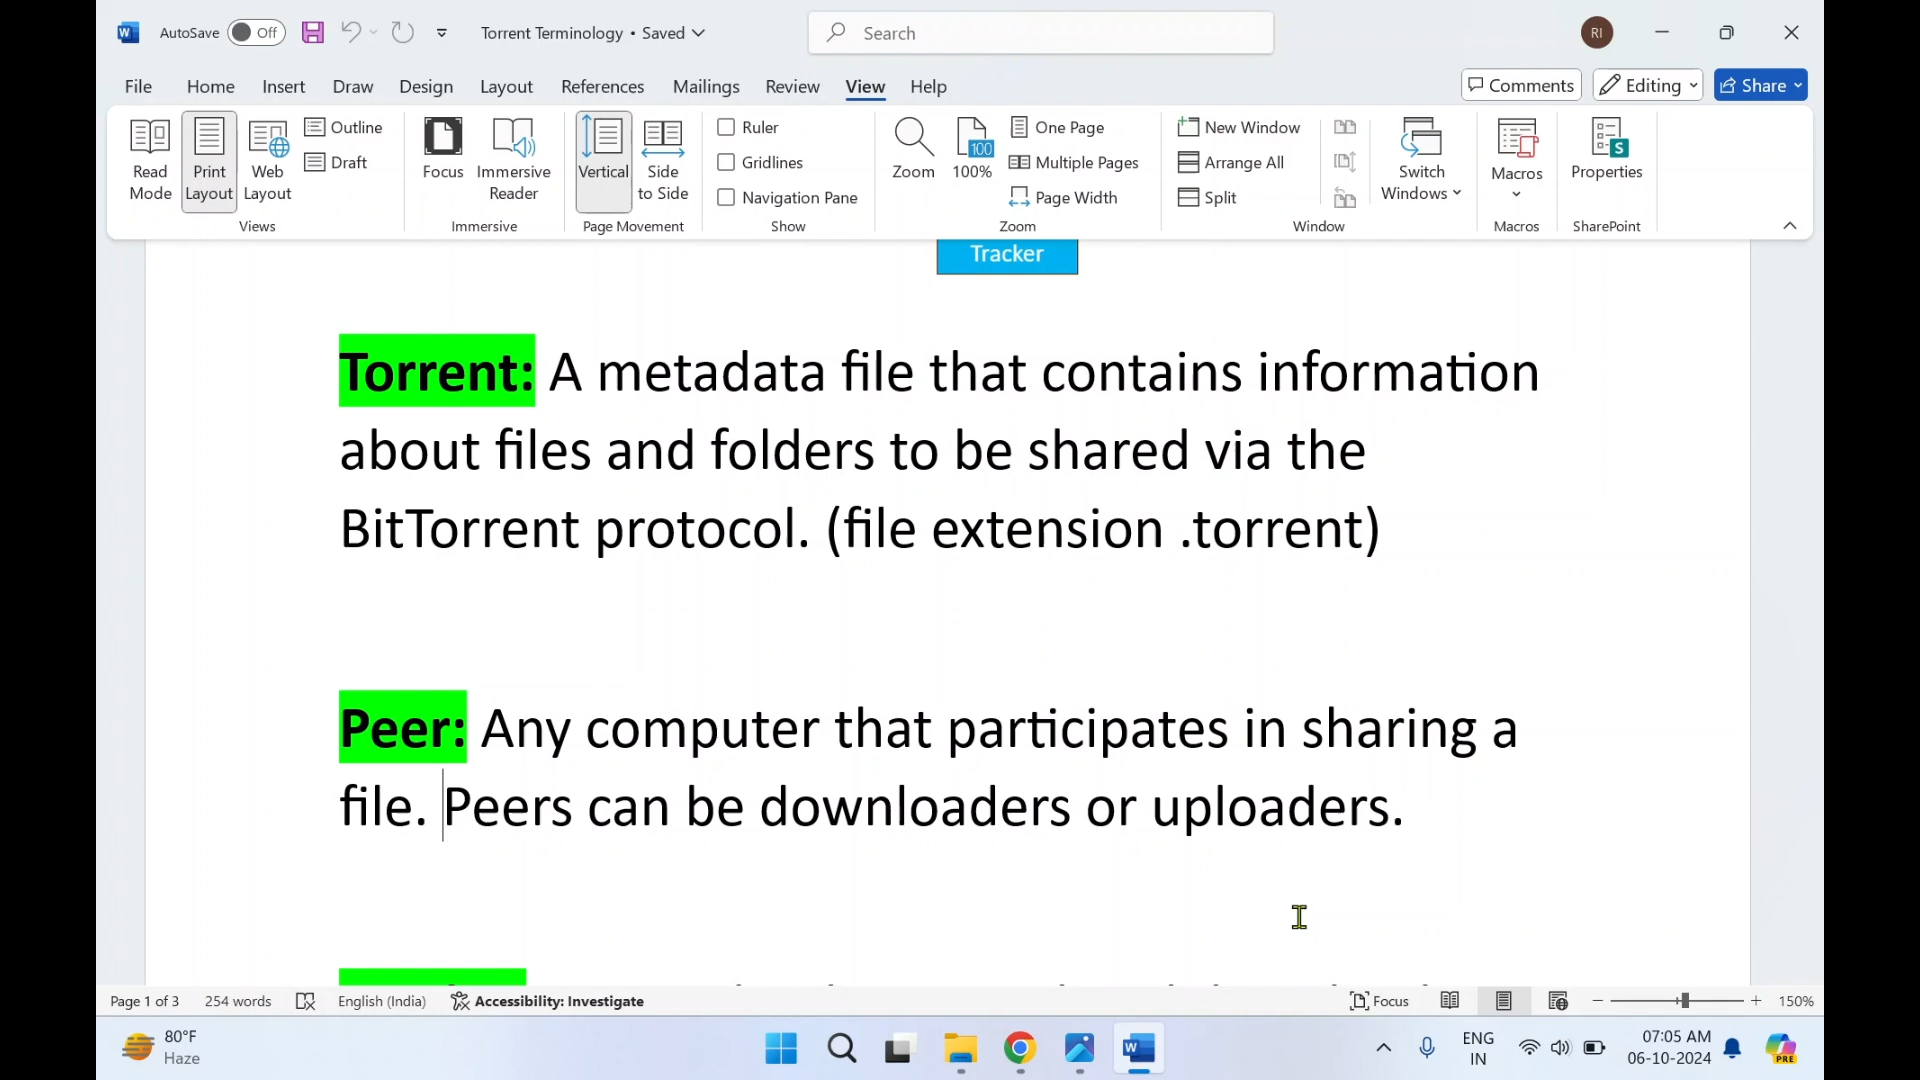 AutoSave Off Torrent Terminology • Saved Search RI
File Home Insert Draw Design Layout References Mailings Review View Help Comments Editing Share
Read Mode
Print Layout
Web Layout
Outline
Draft
Views
Focus
Immersive Reader
Immersive
Vertical
Side to Side
Page Movement
Ruler
Gridlines
Navigation Pane
Show
Zoom
100
100%
One Page
Multiple Pages
Page Width
Zoom
New Window
Arrange All
Split
Switch Windows
Window
Macros
Macros
S
Properties
SharePoint
Tracker
Torrent: A metadata file that contains information
about files and folders to be shared via the
BitTorrent protocol. (file extension .torrent)
Peer: Any computer that participates in sharing a
file. Peers can be downloaders or uploaders.
Page 1 of 3 254 words English (India) Accessibility: Investigate Focus 150%
80°F
Haze
ENG
IN
07:05 AM
06-10-2024
PRE